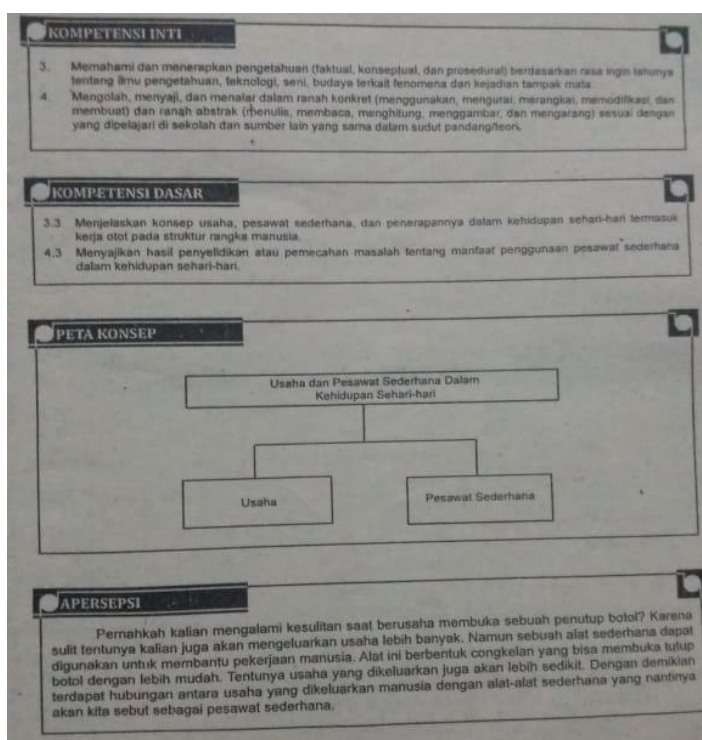 KOMPETENSI INTI
3. Memahami dan menerapkan pengetahuan (faktual, konseptual, dan prosedural) berdasarkan rasa ingin tahunya
tentang ilmu pengetahuan, teknologi, seni, budaya terkait fenomena dan kejadian tampak mata.
4. Mengolah, menyaji, dan menalar dalam ranah konkret (menggunakan, mengurai, merangkai, memodifikasi, dan
membuat) dan ranah abstrak (menulis, membaca, menghitung, menggambar, dan mengarang) sesuai dengan
yang dipelajari di sekolah dan sumber lain yang sama dalam sudut pandang/teori.
KOMPETENSI DASAR
3.3 Menjelaskan konsep usaha, pesawat sederhana, dan penerapannya dalam kehidupan sehari-hari termasuk
kerja otot pada struktur rangka manusia.
4.3 Menyajikan hasil penyelidikan atau pemecahan masalah tentang manfaat penggunaan pesawat sederhana
dalam kehidupan sehari-hari.
PETA KONSEP
Usaha dan Pesawat Sederhana Dalam
Kehidupan Sehari-hari
Usaha
Pesawat Sederhana
APERSEPSI
Pernahkah kalian mengalami kesulitan saat berusaha membuka sebuah penutup botol? Karena
sulit tentunya kalian juga akan mengeluarkan usaha lebih banyak. Namun sebuah alat sederhana dapat
digunakan untuk membantu pekerjaan manusia. Alat ini berbentuk congkelan yang bisa membuka tutup
botol dengan lebih mudah. Tentunya usaha yang dikeluarkan juga akan lebih sedikit. Dengan demikian
terdapat hubungan antara usaha yang dikeluarkan manusia dengan alat-alat sederhana yang nantinya
akan kita sebut sebagai pesawat sederhana.